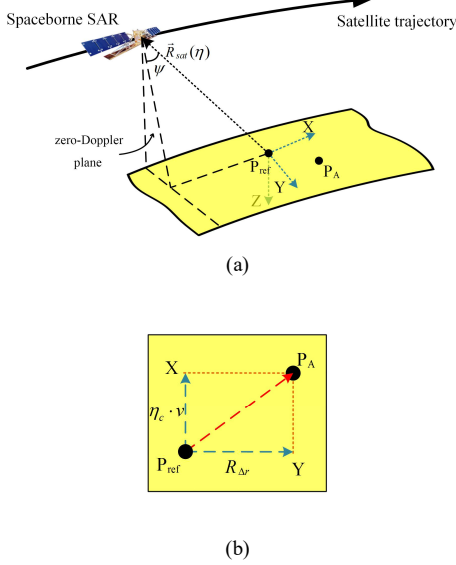 Spaceborne SAR
Satellite trajectory
R⃗sat(η)
ψ
zero-Doppler
plane
X
Pref
PA
Y
Z
(a)
X
PA
ηc · v
Pref
RΔr
Y
(b)